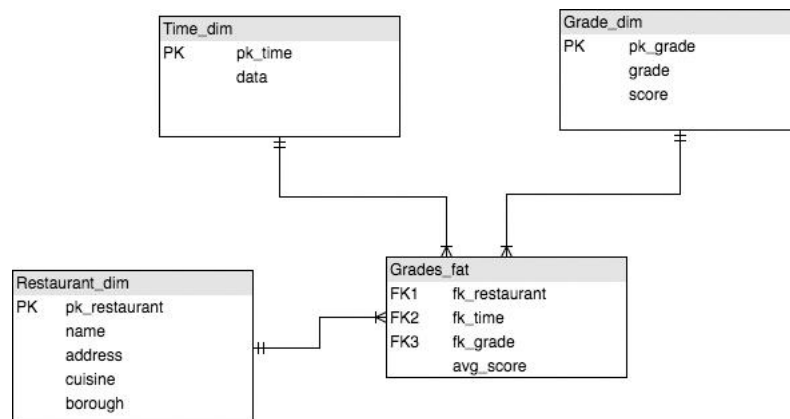 Time_dim
PK pk_time
data
Grade_dim
PK pk_grade
grade
score
Restaurant_dim
PK pk_restaurant
name
address
cuisine
borough
Grades_fat
FK1 fk_restaurant
FK2 fk_time
FK3 fk_grade
avg_score